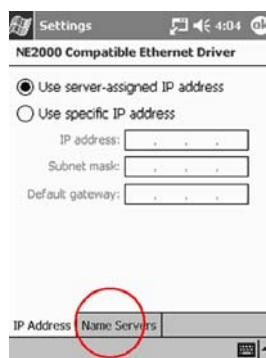 Settings 4:04 ok
NE2000 Compatible Ethernet Driver
Use server-assigned IP address
Use specific IP address
IP address: . . .
Subnet mask: . . .
Default gateway: . . .
IP Address Name Servers